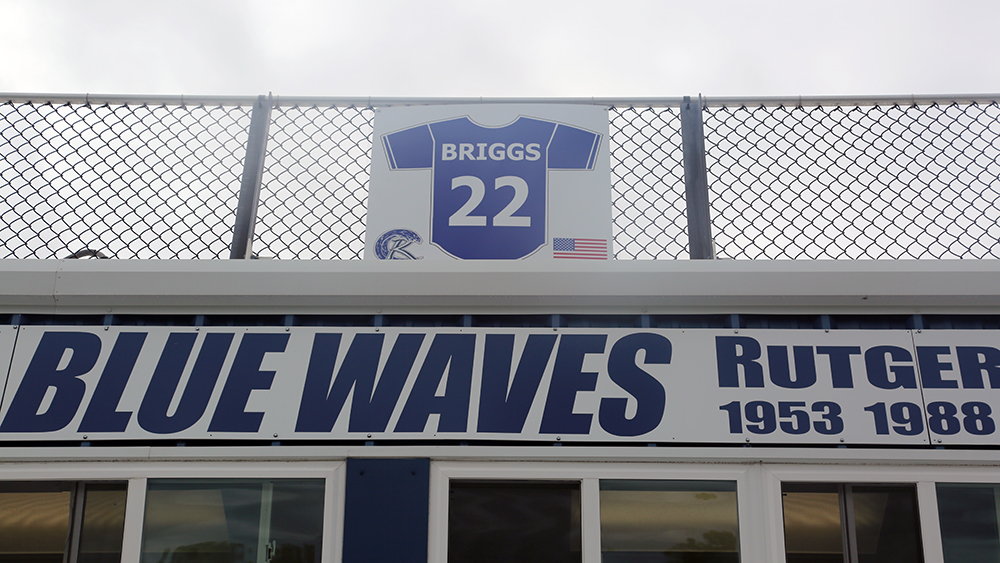 BRIGGS
22
BLUE WAVES
RUTGER
1953 1988